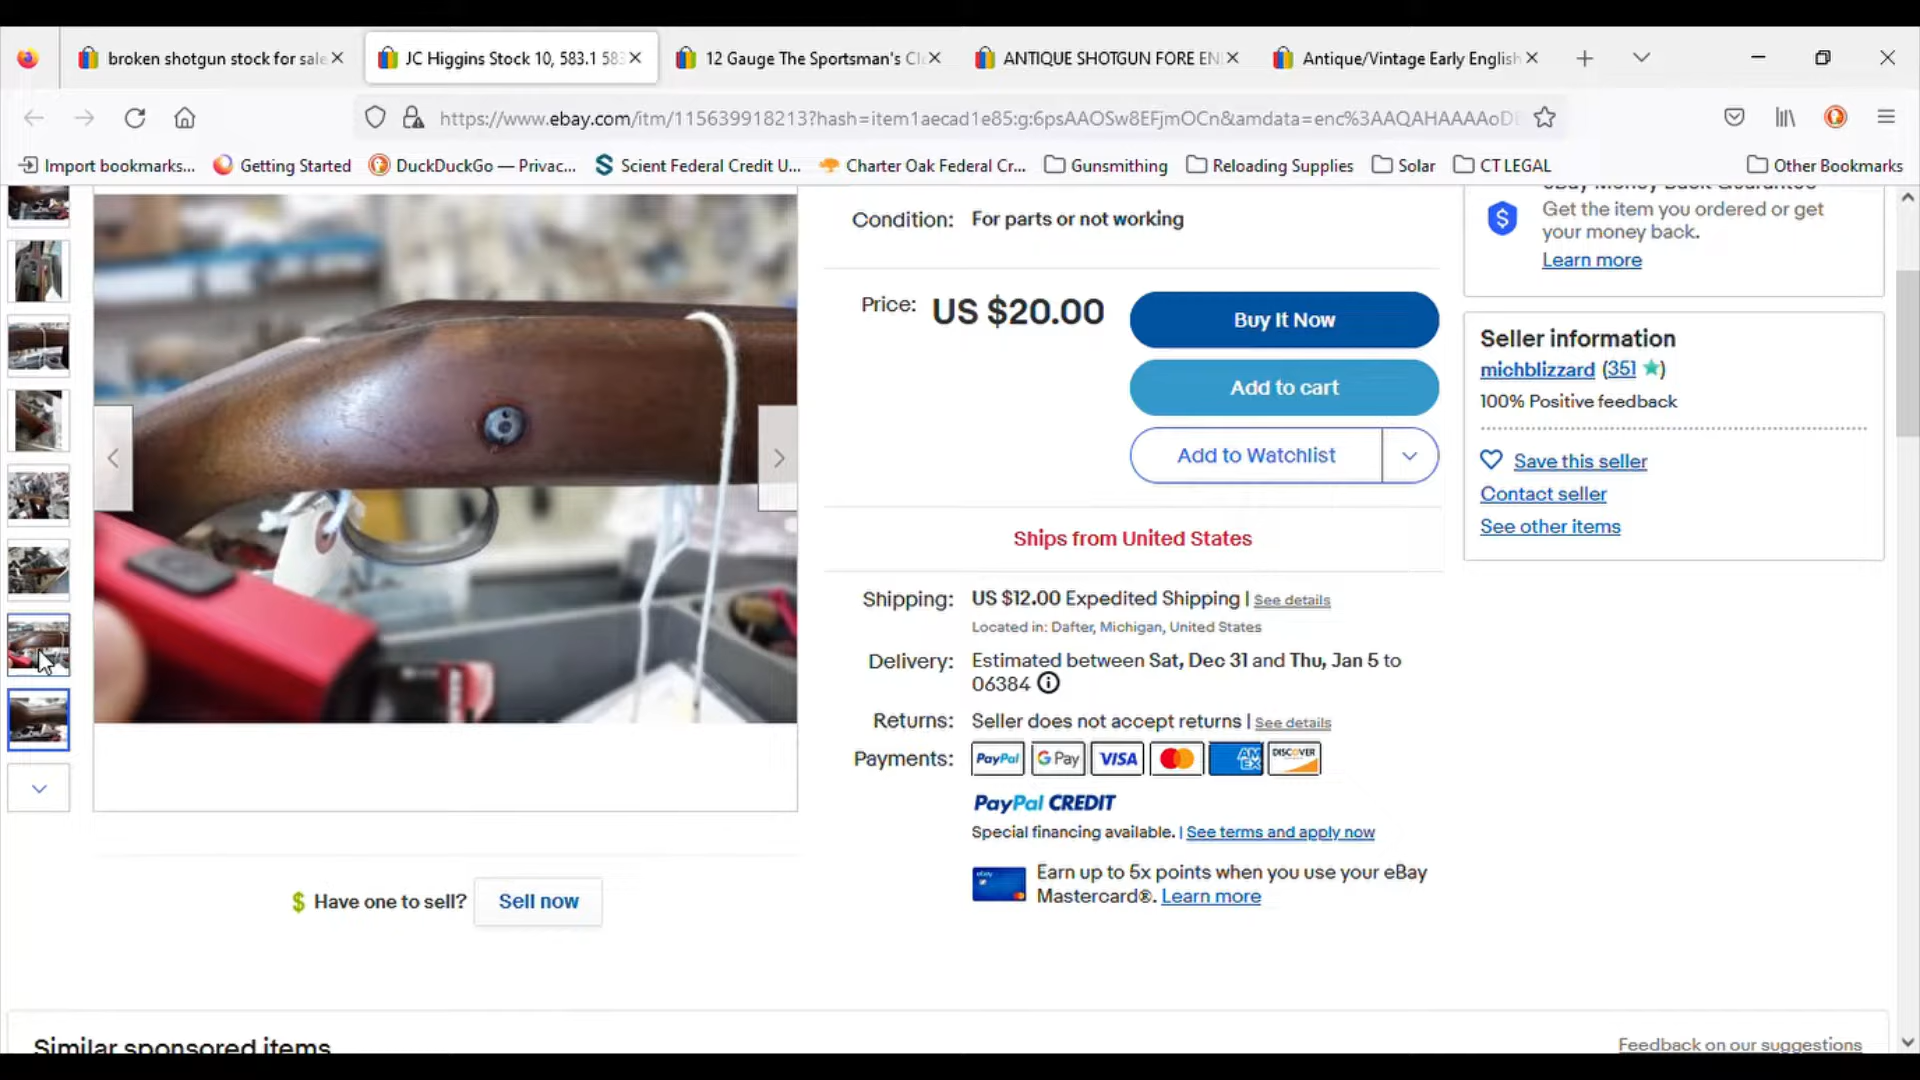 broken shotgun stock for sale
JC Higgins Stock 10, 583.1 583
12 Gauge The Sportsman's Cl
ANTIQUE SHOTGUN FORE EN
Antique/Vintage Early English
https://www.ebay.com/itm/115639918213?hash=item1aecad1e85:g:6psAAOSw8EFjmOCn&amdata=enc%3AAQAHAAAAoD
Import bookmarks...
Getting Started
DuckDuckGo — Privac...
Scient Federal Credit U...
Charter Oak Federal Cr...
Gunsmithing
Reloading Supplies
Solar
CT LEGAL
Other Bookmarks
eBay Money Back Guarantee
Get the item you ordered or get
your money back.
Learn more
Condition: For parts or not working
Price: US $20.00
Buy It Now
Add to cart
Add to Watchlist
Ships from United States
Shipping: US $12.00 Expedited Shipping | See details
Located in: Dafter, Michigan, United States
Delivery: Estimated between Sat, Dec 31 and Thu, Jan 5 to
06384
Returns: Seller does not accept returns | See details
Payments: PayPal G Pay VISA AM EX DISCOVER
PayPal CREDIT
Special financing available. | See terms and apply now
Earn up to 5x points when you use your eBay
Mastercard®. Learn more
Seller information
michblizzard (351)
100% Positive feedback
Save this seller
Contact seller
See other items
$ Have one to sell? Sell now
Similar sponsored items
Feedback on our suggestions